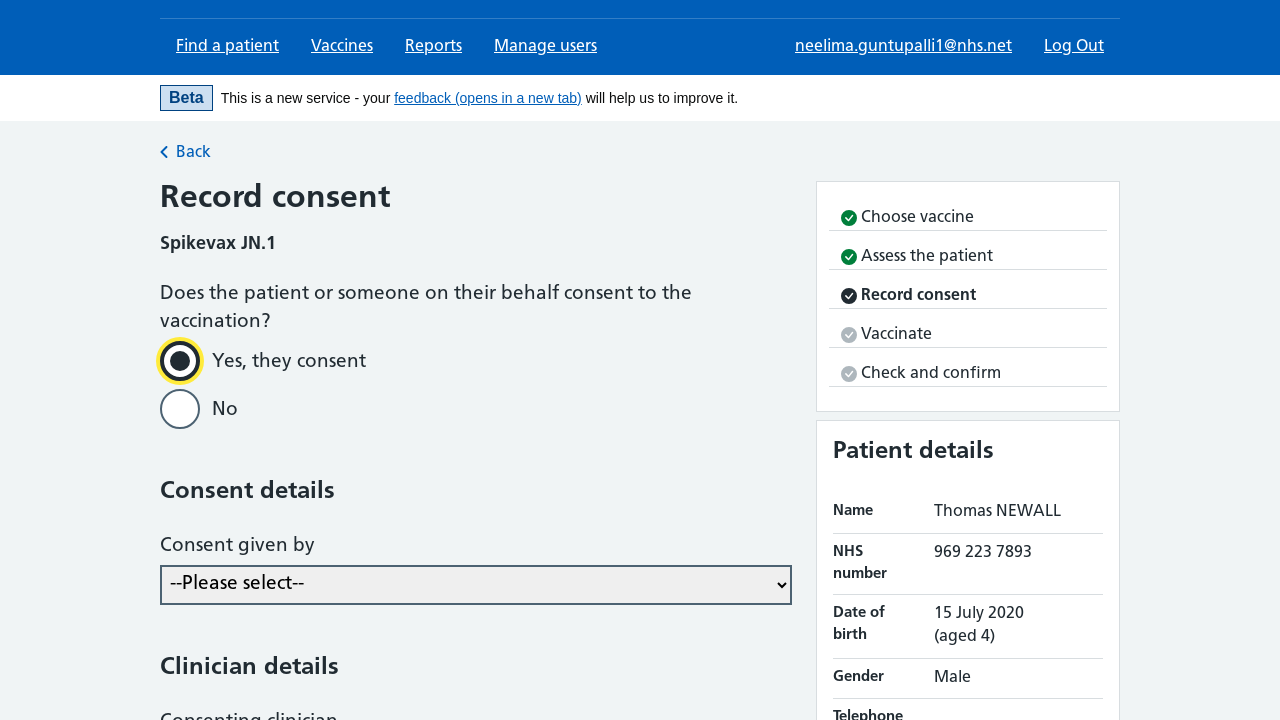 Find a patient
Vaccines
Reports
Manage users
neelima.guntupalli1@nhs.net
Log Out
Beta
This is a new service - your feedback (opens in a new tab) will help us to improve it.
Back
Record consent
Spikevax JN.1
Does the patient or someone on their behalf consent to the
vaccination?
Yes, they consent
No
Consent details
Consent given by
--Please select--
Clinician details
Consenting clinician
Choose vaccine
Assess the patient
Record consent
Vaccinate
Check and confirm
Patient details
Name
Thomas NEWALL
NHS
number
969 223 7893
Date of
birth
15 July 2020
(aged 4)
Gender
Male
Telephone